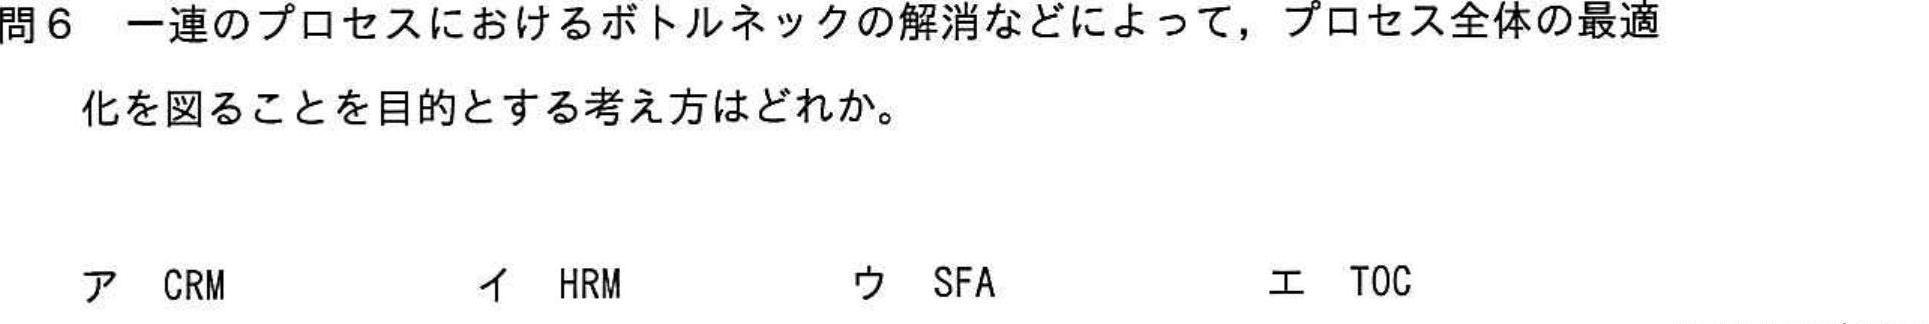 問６　一連のプロセスにおけるボトルネックの解消などによって，プロセス全体の最適
化を図ることを目的とする考え方はどれか。
ア　CRM　イ　HRM　ウ　SFA　エ　TOC